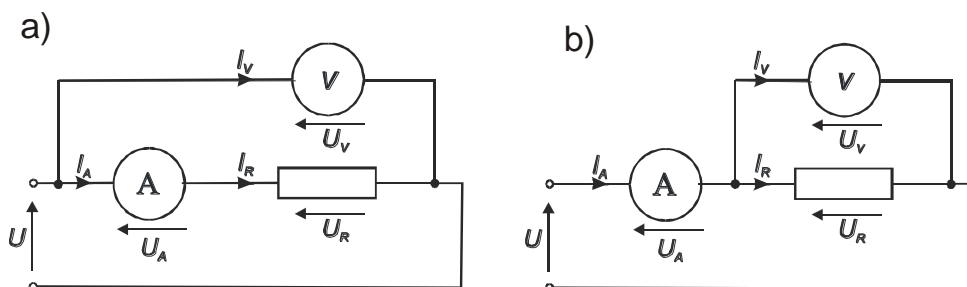 a)
I_V
V
U_V
I_A
A
I_R
U_R
U_A
U
b)
I_V
V
U_V
I_A
A
I_R
U_R
U_A
U